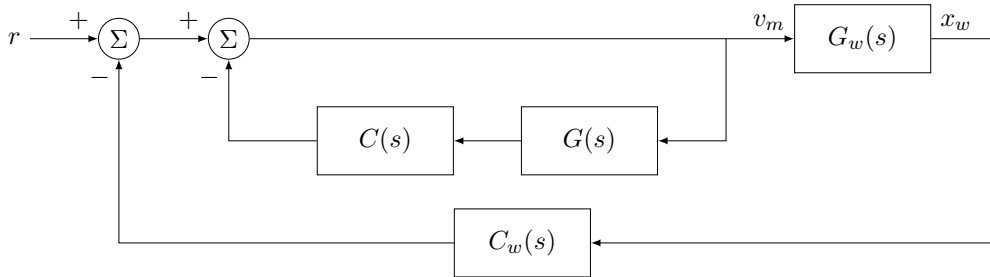 r + Σ + Σ v_m G_w(s) x_w
− −
C(s) G(s)
C_w(s)